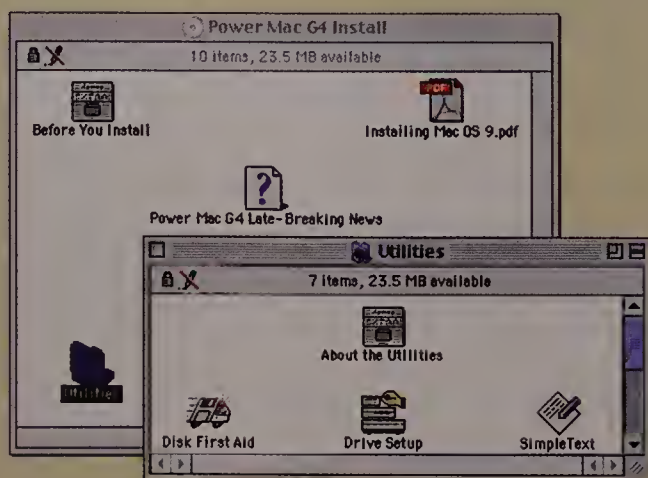 Power Mac G4 Install
10 items, 23.5 MB available
Before You Install
PDF
Installing Mac OS 9.pdf
?
Power Mac G4 Late-Breaking News
Utilities
Utilities
7 items, 23.5 MB available
About the Utilities
Disk First Aid
Drive Setup
SimpleText